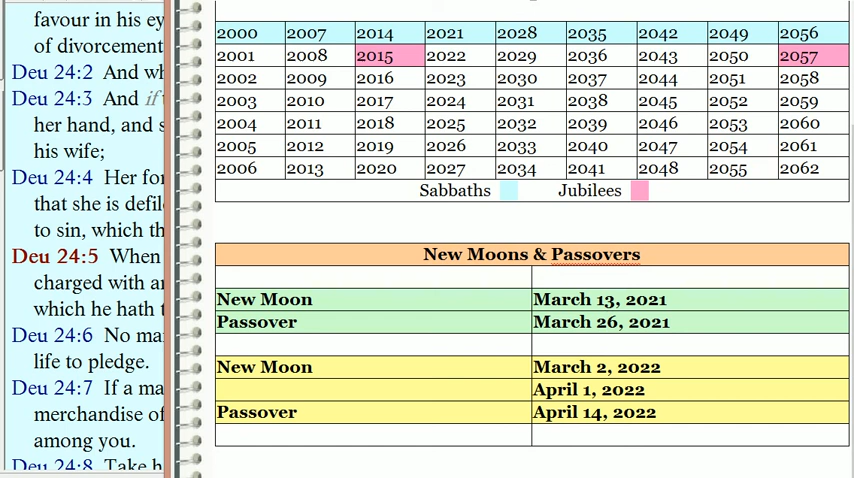 favour in his ey
of divorcement
Deu 24:2 And wh
Deu 24:3 And if
her hand, and s
his wife;
Deu 24:4 Her for
that she is defil
to sin, which th
Deu 24:5 When
charged with an
which he hath t
Deu 24:6 No ma
life to pledge.
Deu 24:7 If a ma
merchandise of
among you.
Deu 24:8 Take h
2000 2007 2014 2021 2028 2035 2042 2049 2056
2001 2008 2015 2022 2029 2036 2043 2050 2057
2002 2009 2016 2023 2030 2037 2044 2051 2058
2003 2010 2017 2024 2031 2038 2045 2052 2059
2004 2011 2018 2025 2032 2039 2046 2053 2060
2005 2012 2019 2026 2033 2040 2047 2054 2061
2006 2013 2020 2027 2034 2041 2048 2055 2062
Sabbaths Jubilees
New Moons & Passovers
New Moon March 13, 2021
Passover March 26, 2021
New Moon March 2, 2022
April 1, 2022
Passover April 14, 2022